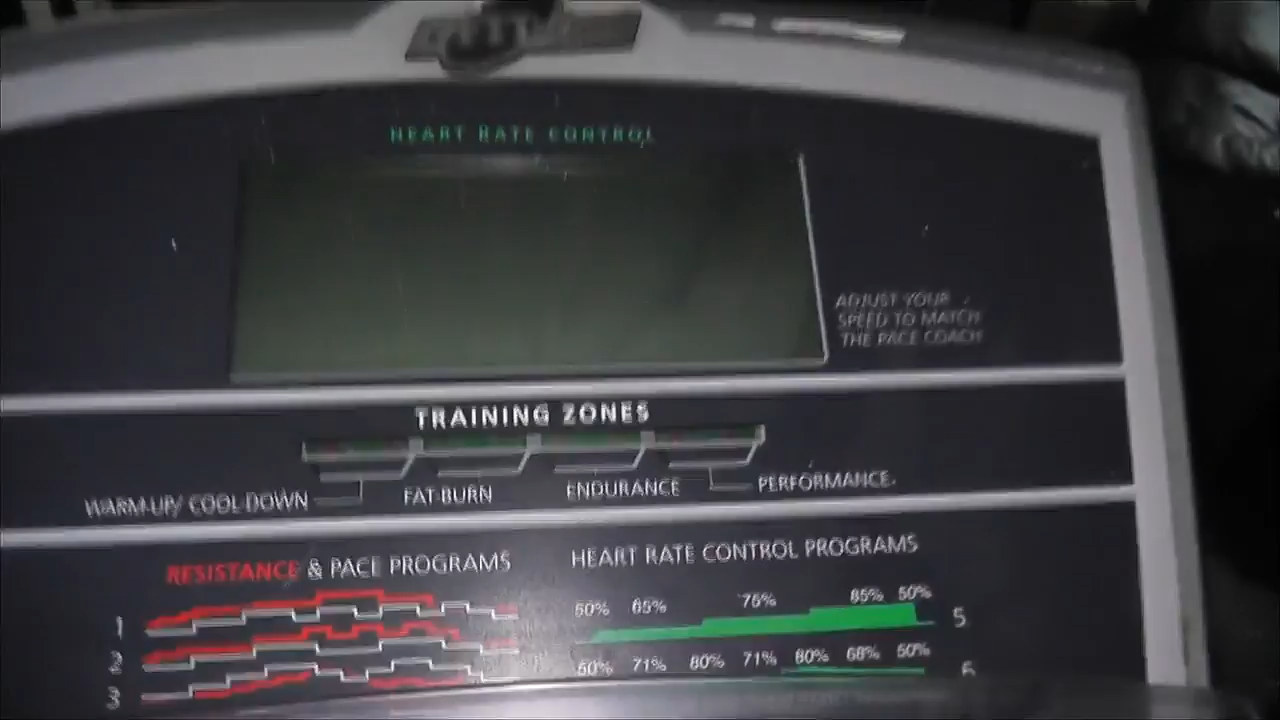 HEART RATE CONTROL
ADJUST YOUR
SPEED TO MATCH
THE PACE COACH
TRAINING ZONES
WARM-UP/ COOL DOWN
FAT-BURN
ENDURANCE
PERFORMANCE
RESISTANCE & PACE PROGRAMS
HEART RATE CONTROL PROGRAMS
1
2
3
50% 65% 75% 85% 50%
5
50% 71% 80% 71% 80% 68% 50%
6